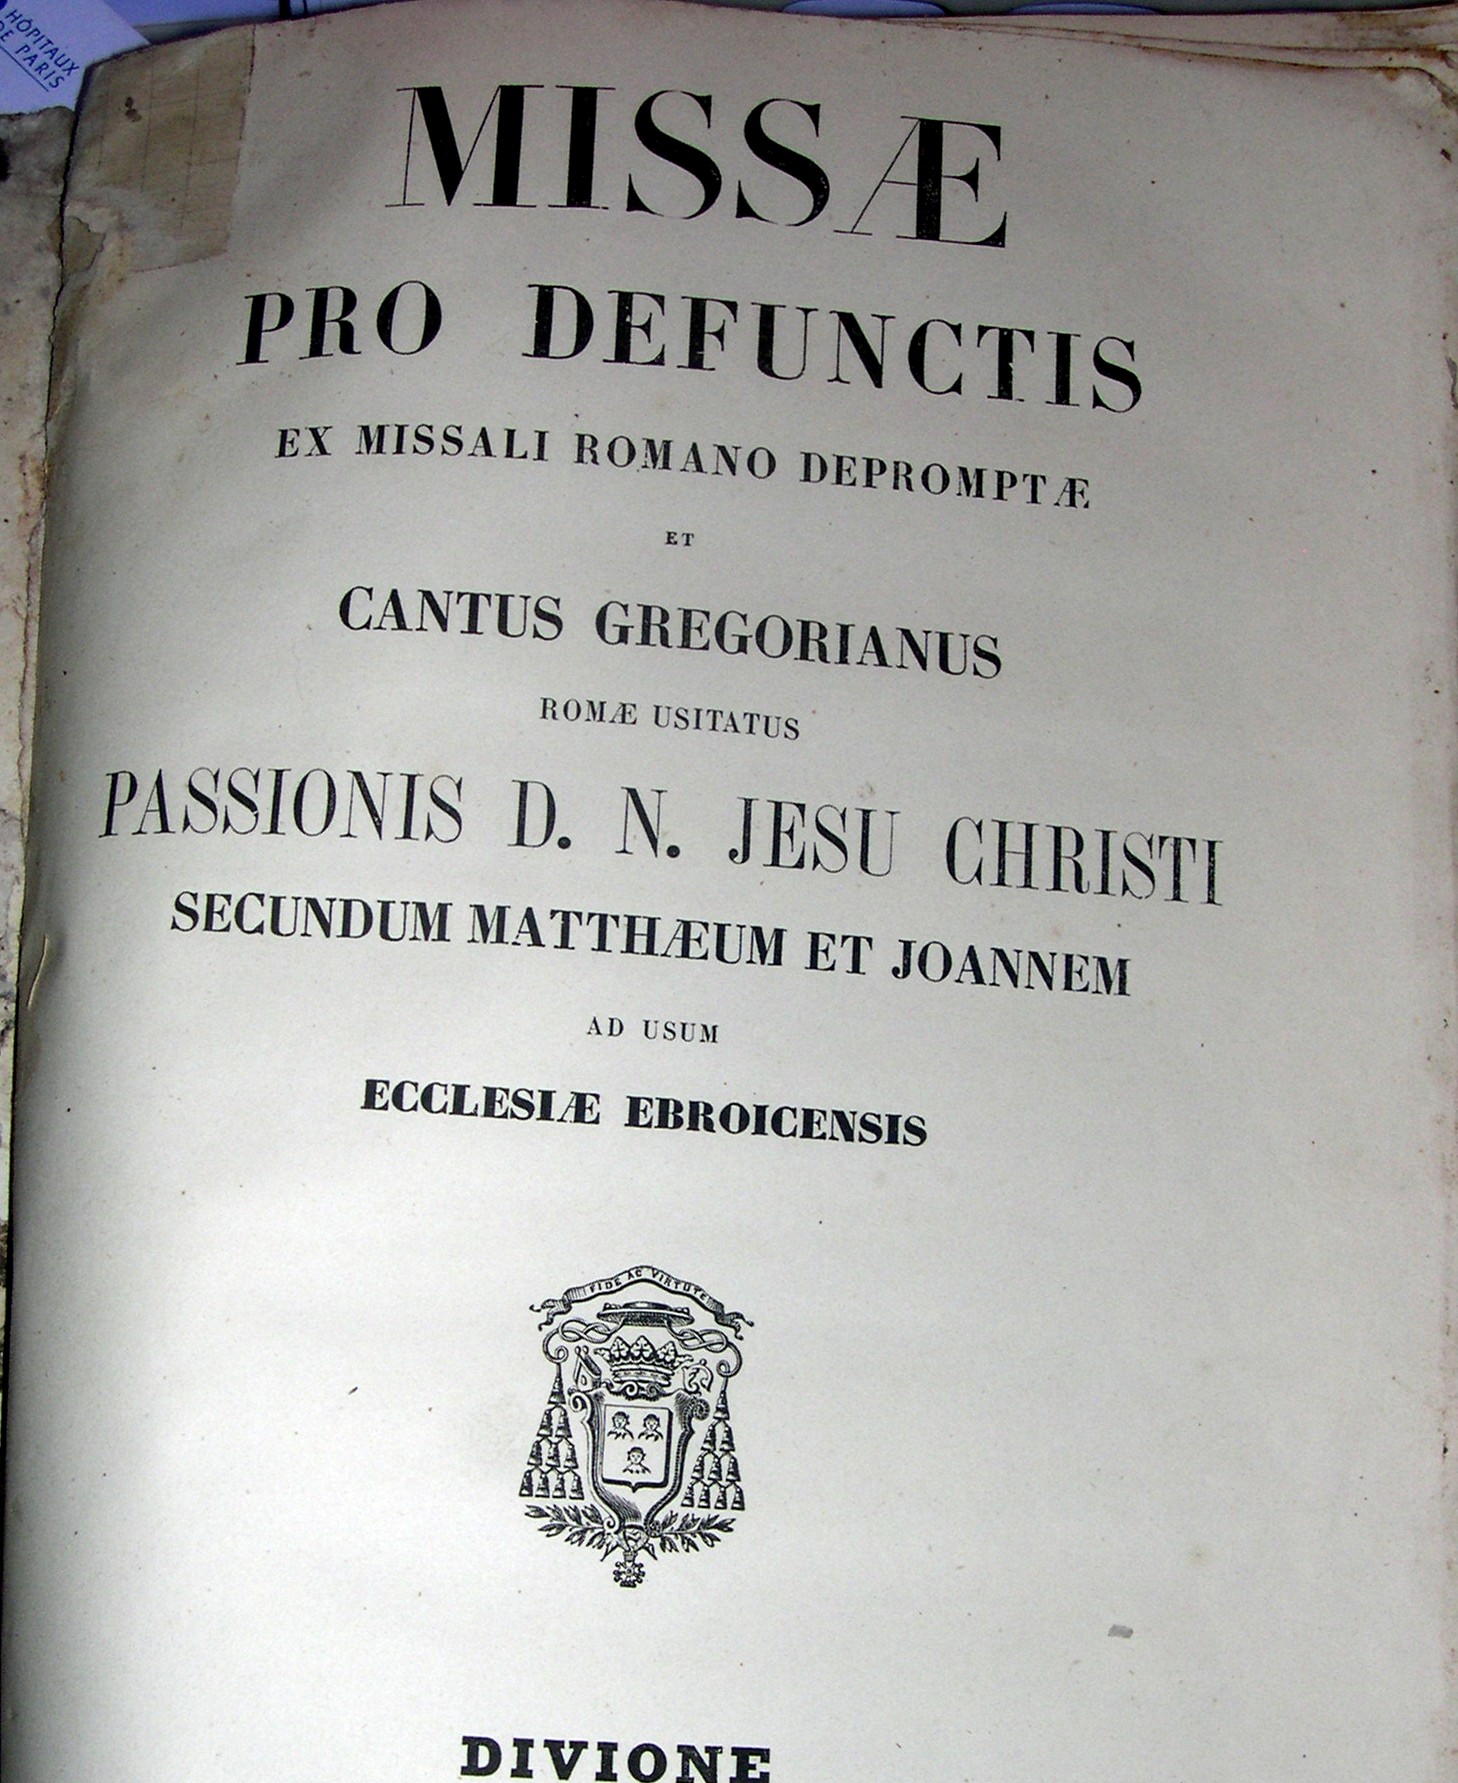 HÔPITAUX
DE PARIS
MISSÆ
PRO DEFUNCTIS
EX MISSALI ROMANO DEPROMPTÆ
ET
CANTUS GREGORIANUS
ROMÆ USITATUS
PASSIONIS D. N. JESU CHRISTI
SECUNDUM MATTHÆUM ET JOANNEM
AD USUM
ECCLESIÆ EBROICENSIS
FIDE AC VIRTUTE
DIVIONE